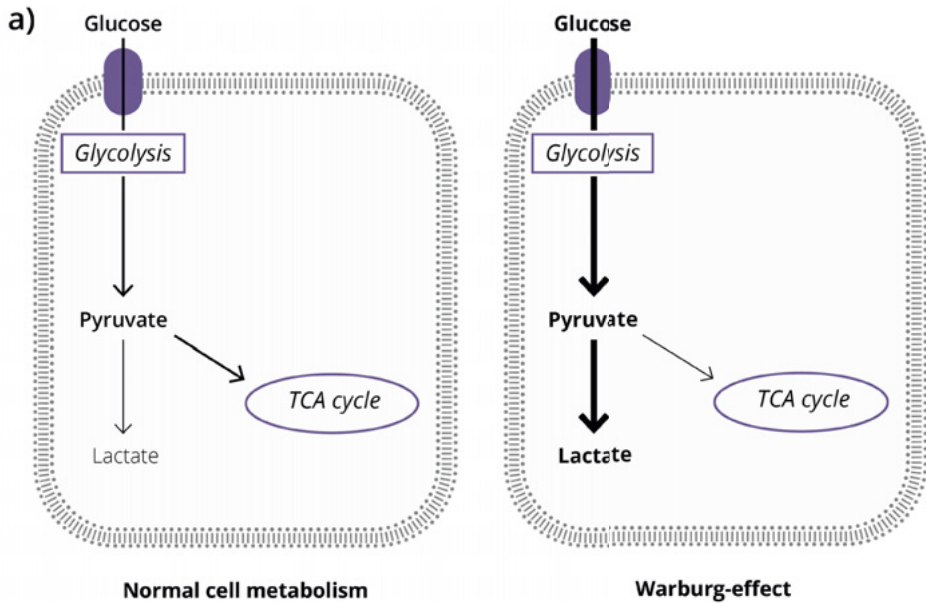 a)
Glucose
Glycolysis
Pyruvate
TCA cycle
Lactate
Normal cell metabolism
Glucose
Glycolysis
Pyruvate
TCA cycle
Lactate
Warburg-effect